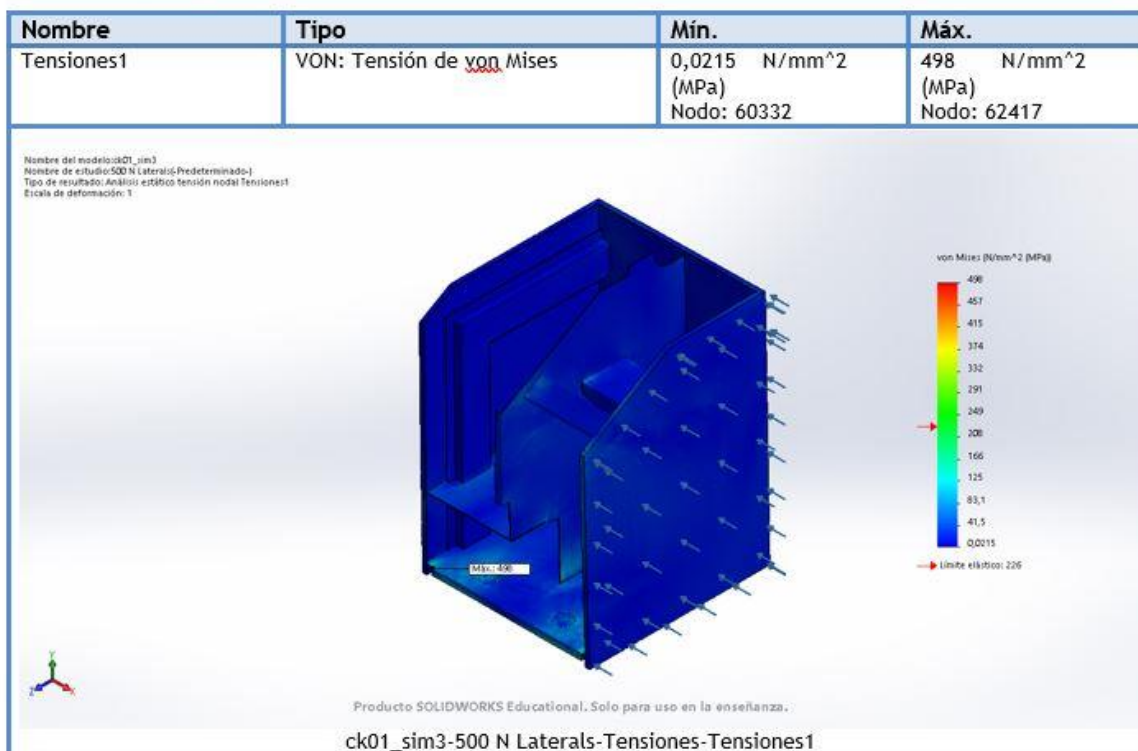 Nombre Tipo Mín. Máx.
Tensiones1 VON: Tensión de von Mises 0,0215 N/mm^2 498 N/mm^2
(MPa) (MPa)
Nodo: 60332 Nodo: 62417
Nombre del modelo:ck01_sim3
Nombre de estudio:500 N Laterals(-Predeterminado-)
Tipo de resultado: Análisis estático tensión nodal Tensiones1
Escala de deformación: 1
von Mises (N/mm^2 (MPa))
498
457
415
374
332
291
249
208
166
125
83,1
41,5
0,0215
Límite elástico: 226
Máx.: 498
Y
Z X
Producto SOLIDWORKS Educational. Solo para uso en la enseñanza.
ck01_sim3-500 N Laterals-Tensiones-Tensiones1